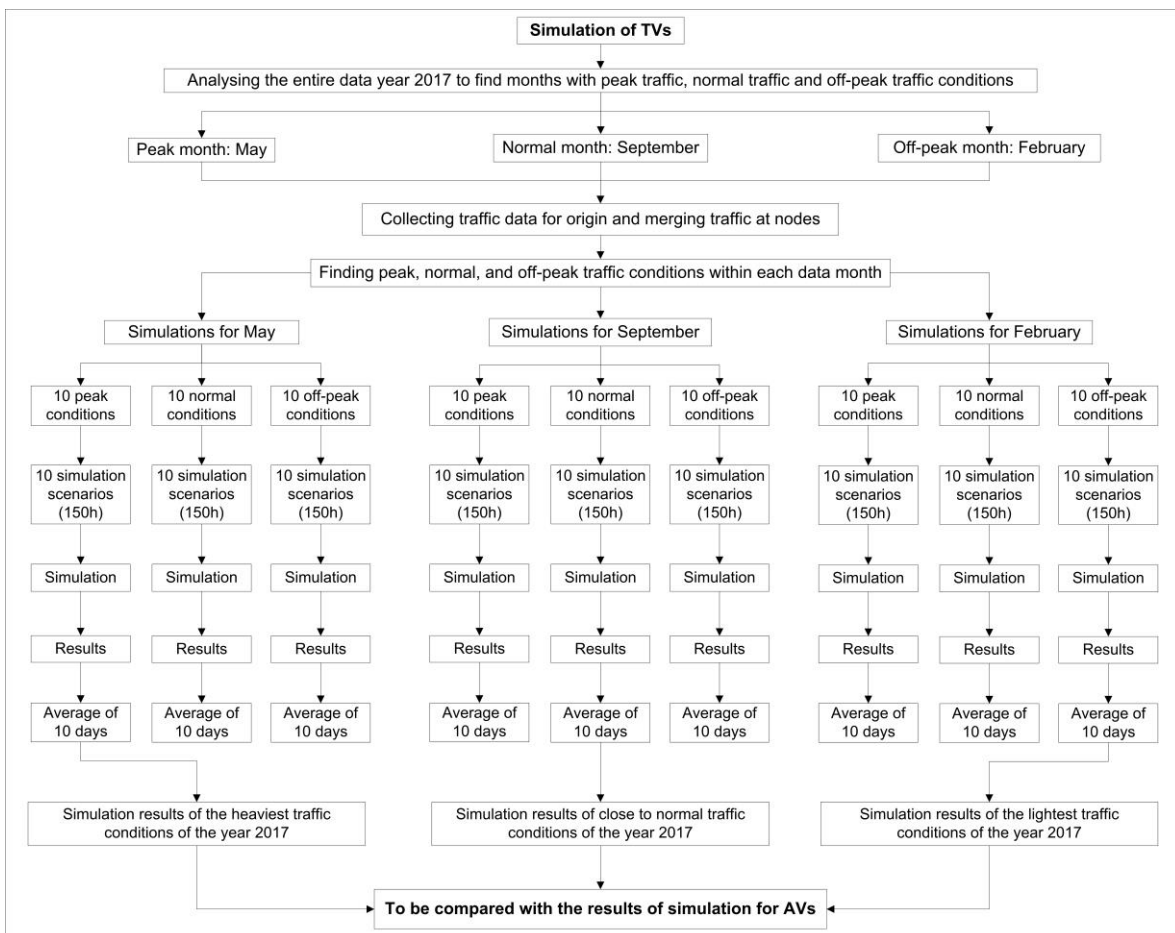 Simulation of TVs
Analysing the entire data year 2017 to find months with peak traffic, normal traffic and off-peak traffic conditions
Peak month: May
Normal month: September
Off-peak month: February
Collecting traffic data for origin and merging traffic at nodes
Finding peak, normal, and off-peak traffic conditions within each data month
Simulations for May
Simulations for September
Simulations for February
10 peak
conditions
10 normal
conditions
10 off-peak
conditions
10 peak
conditions
10 normal
conditions
10 off-peak
conditions
10 peak
conditions
10 normal
conditions
10 off-peak
conditions
10 simulation
scenarios
(150h)
10 simulation
scenarios
(150h)
10 simulation
scenarios
(150h)
10 simulation
scenarios
(150h)
10 simulation
scenarios
(150h)
10 simulation
scenarios
(150h)
10 simulation
scenarios
(150h)
10 simulation
scenarios
(150h)
10 simulation
scenarios
(150h)
Simulation
Simulation
Simulation
Simulation
Simulation
Simulation
Simulation
Simulation
Simulation
Results
Results
Results
Results
Results
Results
Results
Results
Results
Average of
10 days
Average of
10 days
Average of
10 days
Average of
10 days
Average of
10 days
Average of
10 days
Average of
10 days
Average of
10 days
Average of
10 days
Simulation results of the heaviest traffic
conditions of the year 2017
Simulation results of close to normal traffic
conditions of the year 2017
Simulation results of the lightest traffic
conditions of the year 2017
To be compared with the results of simulation for AVs